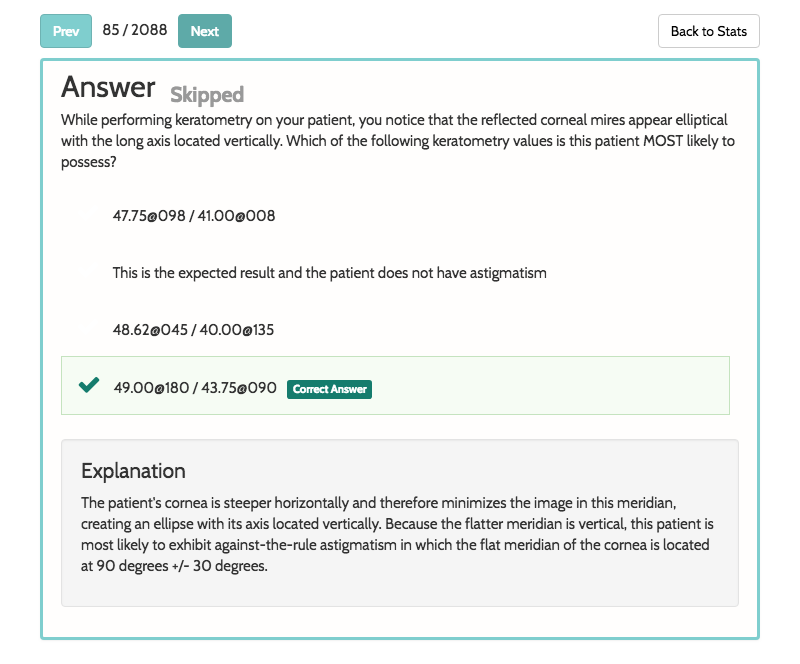 Prev 85 / 2088 Next Back to Stats
Answer Skipped
While performing keratometry on your patient, you notice that the reflected corneal mires appear elliptical
with the long axis located vertically. Which of the following keratometry values is this patient MOST likely to
possess?
47.75@098 / 41.00@008
This is the expected result and the patient does not have astigmatism
48.62@045 / 40.00@135
49.00@180 / 43.75@090 Correct Answer
Explanation
The patient's cornea is steeper horizontally and therefore minimizes the image in this meridian,
creating an ellipse with its axis located vertically. Because the flatter meridian is vertical, this patient is
most likely to exhibit against-the-rule astigmatism in which the flat meridian of the cornea is located
at 90 degrees +/- 30 degrees.